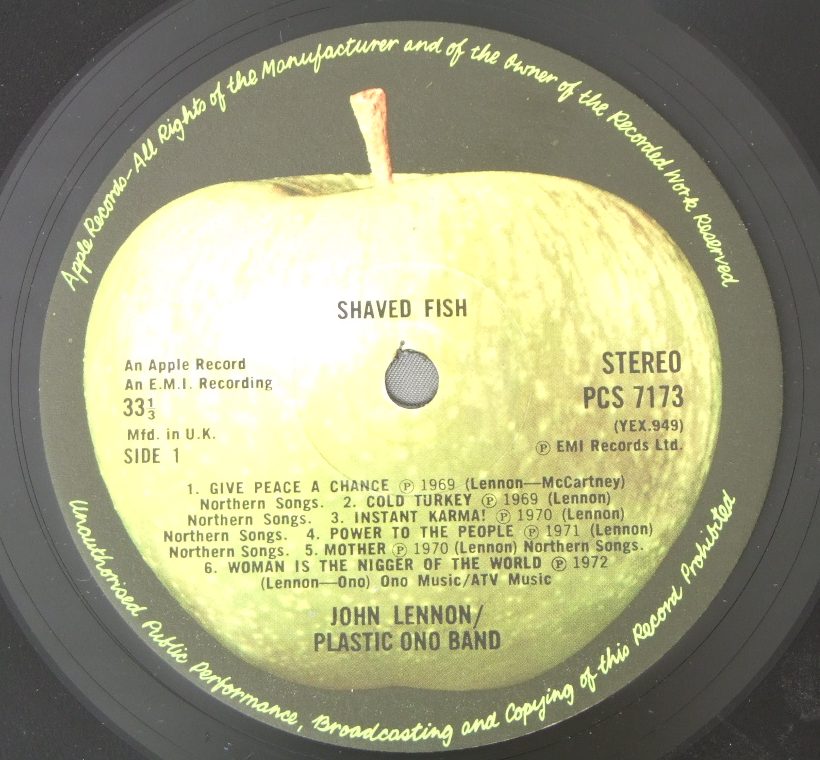 Apple Records-All Rights of the Manufacturer and of the Owner of the Recorded Work Reserved
SHAVED FISH
An Apple Record
An E.M.I. Recording
33⅓
Mfd. in U.K.
SIDE 1
STEREO
PCS 7173
(YEX.949)
℗ EMI Records Ltd.
1. GIVE PEACE A CHANCE ℗ 1969 (Lennon—McCartney)
Northern Songs. 2. COLD TURKEY ℗ 1969 (Lennon)
Northern Songs. 3. INSTANT KARMA! ℗ 1970 (Lennon)
Northern Songs. 4. POWER TO THE PEOPLE ℗ 1971 (Lennon)
Northern Songs. 5. MOTHER ℗ 1970 (Lennon) Northern Songs.
6. WOMAN IS THE NIGGER OF THE WORLD ℗ 1972
(Lennon—Ono) Ono Music/ATV Music
JOHN LENNON/
PLASTIC ONO BAND
Unauthorised Public Performance, Broadcasting and Copying of this Record Prohibited